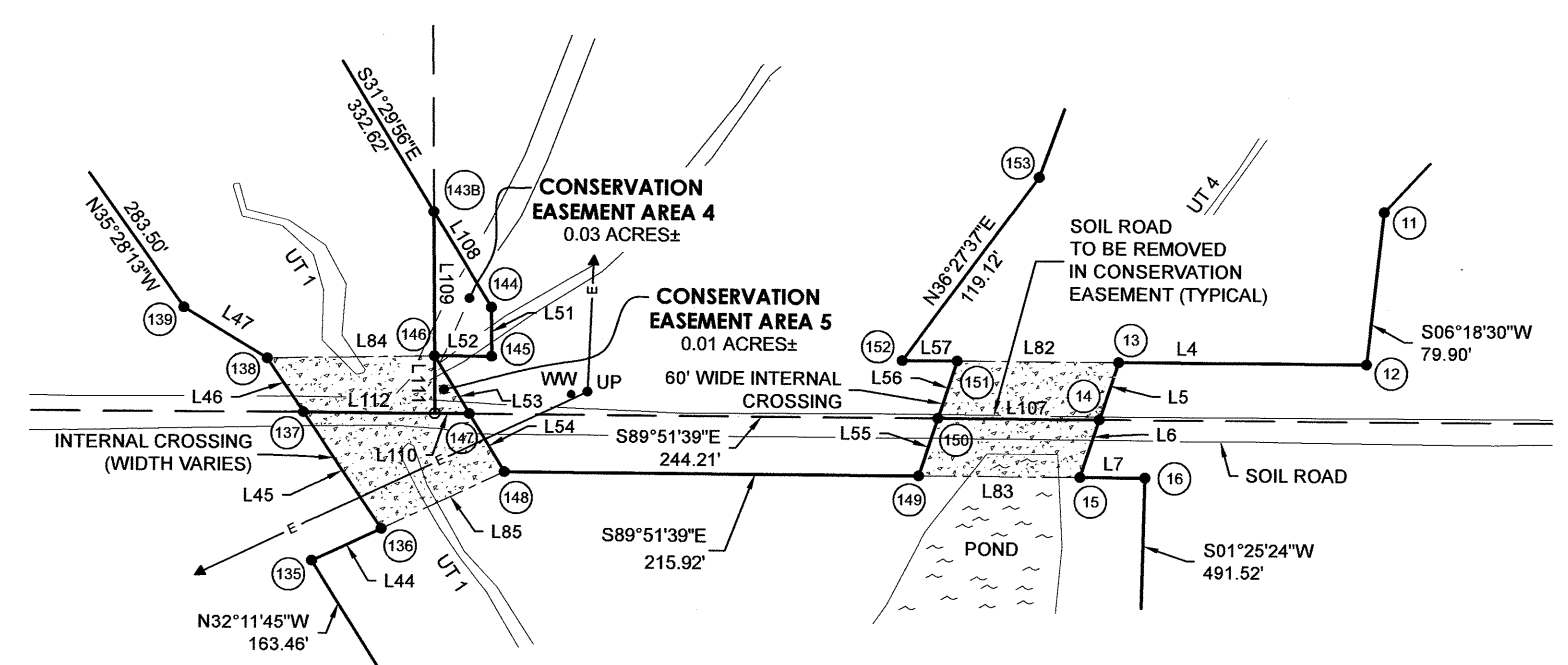 S31°29'56"E
332.62'
143B
CONSERVATION
EASEMENT AREA 4
0.03 ACRES±
283.50'
N35°28'13"W
UT 1
L108
L109
144
L51
E
CONSERVATION
EASEMENT AREA 5
0.01 ACRES±
139
L47
L84
146
L52
145
138
L46
L111
L112
L53
WW
UP
137
INTERNAL CROSSING
(WIDTH VARIES)
L110
147
E
L54
L45
148
E
136
L85
135
L44
UT 1
N32°11'45"W
163.46'
153
N36°27'37"E
119.12'
UT 4
SOIL ROAD
TO BE REMOVED
IN CONSERVATION
EASEMENT (TYPICAL)
11
S06°18'30"W
79.90'
152
L57
L82
13
L4
12
60' WIDE INTERNAL
CROSSING
L56
151
14
L5
L107
S89°51'39"E
244.21'
L55
150
L6
L7
SOIL ROAD
149
L83
15
16
S89°51'39"E
215.92'
POND
S01°25'24"W
491.52'